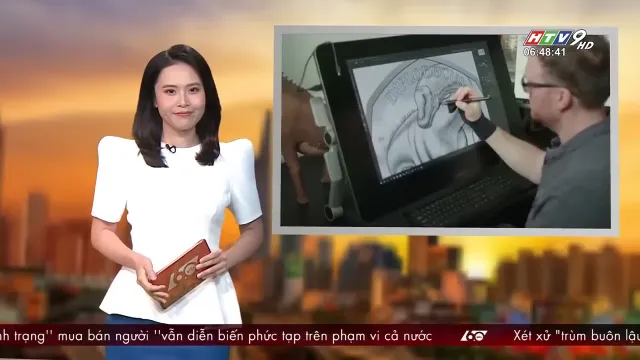 HTV9 HD
06:48:41
nh trạng'' mua bán người ''vẫn diễn biến phức tạp trên phạm vi cả nước
Xét xử "trùm buôn lậ